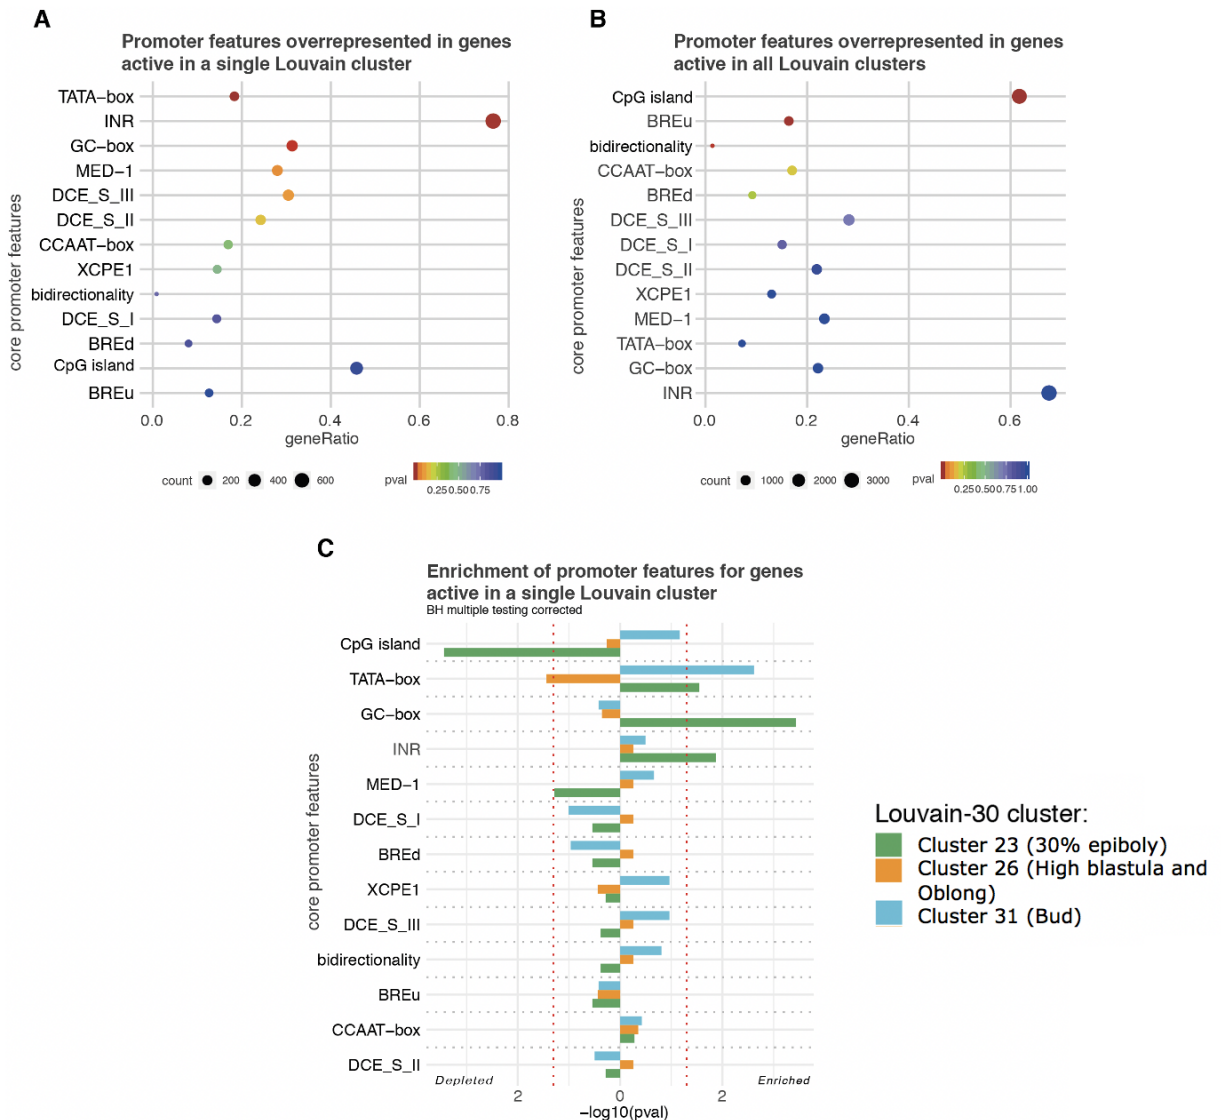 A
Promoter features overrepresented in genes
active in a single Louvain cluster
core promoter features
TATA−box
INR
GC−box
MED−1
DCE_S_III
DCE_S_II
CCAAT−box
XCPE1
bidirectionality
DCE_S_I
BREd
CpG island
BREu
0.0 0.2 0.4 0.6 0.8
geneRatio
count 200 400 600
pval
0.25 0.50 0.75
B
Promoter features overrepresented in genes
active in all Louvain clusters
core promoter features
CpG island
BREu
bidirectionality
CCAAT−box
BREd
DCE_S_III
DCE_S_I
DCE_S_II
XCPE1
MED−1
TATA−box
GC−box
INR
0.0 0.2 0.4 0.6
geneRatio
count 1000 2000 3000
pval
0.25 0.50 0.75 1.00
C
Enrichment of promoter features for genes
active in a single Louvain cluster
BH multiple testing corrected
core promoter features
CpG island
TATA−box
GC−box
INR
MED−1
DCE_S_I
BREd
XCPE1
DCE_S_III
bidirectionality
BREu
CCAAT−box
DCE_S_II
Depleted Enriched
2 0 2
−log10(pval)
Louvain-30 cluster:
Cluster 23 (30% epiboly)
Cluster 26 (High blastula and
Oblong)
Cluster 31 (Bud)